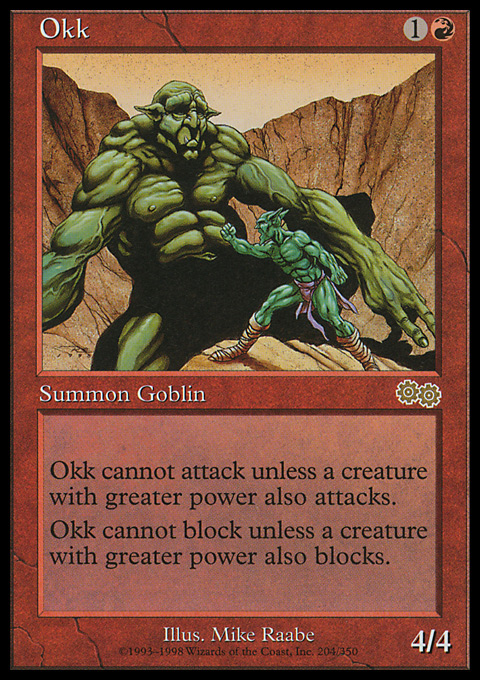 Okk 1
Summon Goblin
Okk cannot attack unless a creature
with greater power also attacks.
Okk cannot block unless a creature
with greater power also blocks.
Illus. Mike Raabe
©1993–1998 Wizards of the Coast, Inc. 204/350
4/4